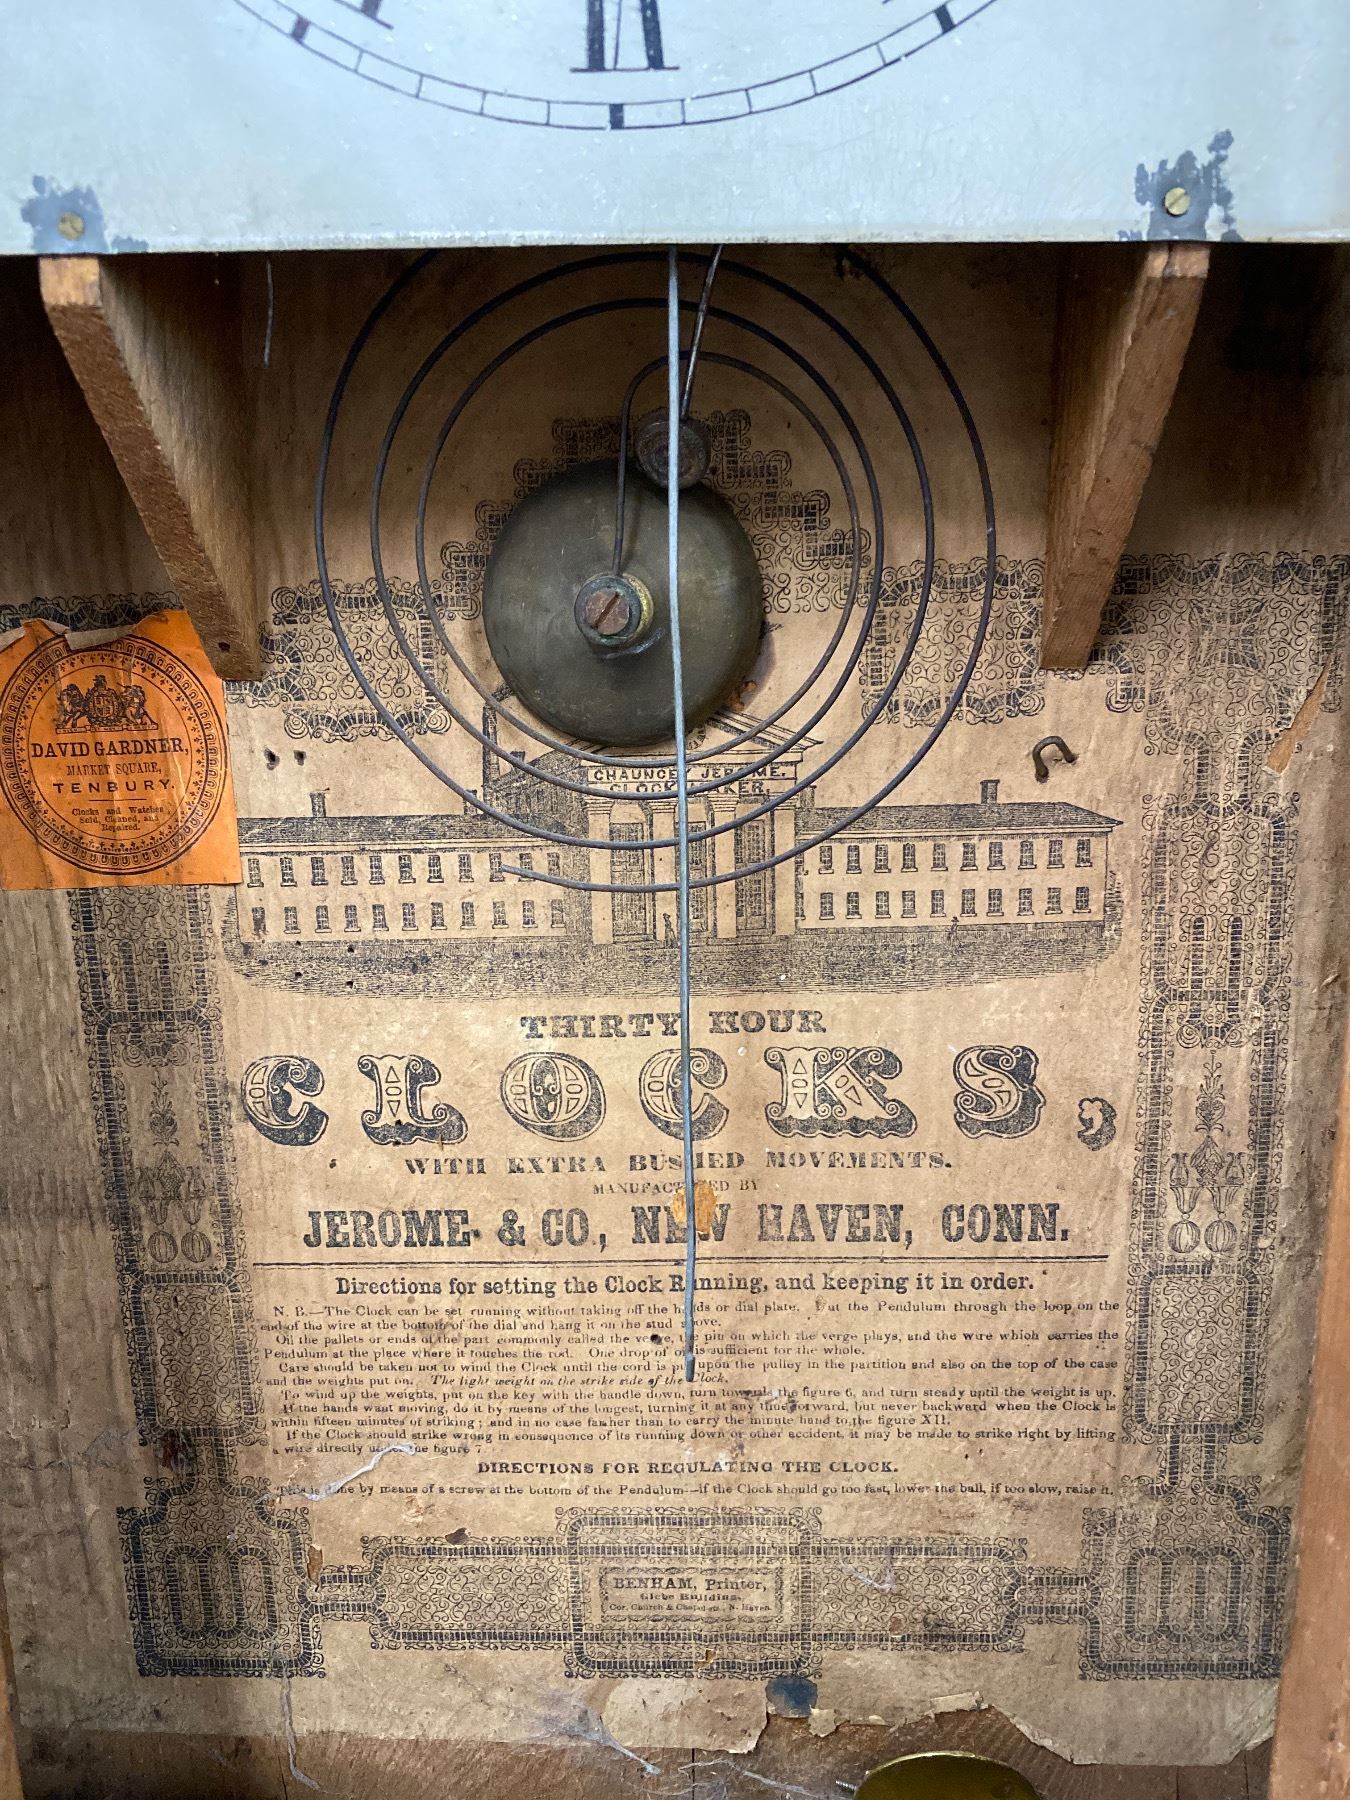 DAVID GARDNER,
MARKET SQUARE,
TENBURY.
Clocks and Watches
Sold, Cleaned, and
Repaired.
CHAUNCEY JEROME.
CLOCK MAKER.
THIRTY HOUR
CLOCKS,
WITH EXTRA BUSHED MOVEMENTS.
MANUFACTURED BY
JEROME & CO., NEW HAVEN, CONN.
Directions for setting the Clock Running, and keeping it in order.
N. B.—The Clock can be set running without taking off the hands or dial plate. Put the Pendulum through the loop on the
end of the wire at the bottom of the dial and hang it on the stud above.
Oil the pallets or ends of the part commonly called the verge, the pin on which the verge plays, and the wire which carries the
Pendulum at the place where it touches the rod. One drop of oil is sufficient for the whole.
Care should be taken not to wind the Clock until the cord is put upon the pulley in the partition and also on the top of the case
and the weights put on. The light weight on the strike side of the Clock.
To wind up the weights, put on the key with the handle down, turn towards the figure 6, and turn steady until the weight is up.
If the hands want moving, do it by means of the longest, turning it at any time forward, but never backward when the Clock is
within fifteen minutes of striking; and in no case farther than to carry the minute hand to the figure XII.
If the Clock should strike wrong in consequence of its running down or other accident, it may be made to strike right by lifting
a wire directly under the figure 7.
DIRECTIONS FOR REGULATING THE CLOCK.
This is done by means of a screw at the bottom of the Pendulum—If the Clock should go too fast, lower the ball, if too slow, raise it.
BENHAM, Printer,
Glebe Building,
Cor. Church & Chapel-sts. N. Haven